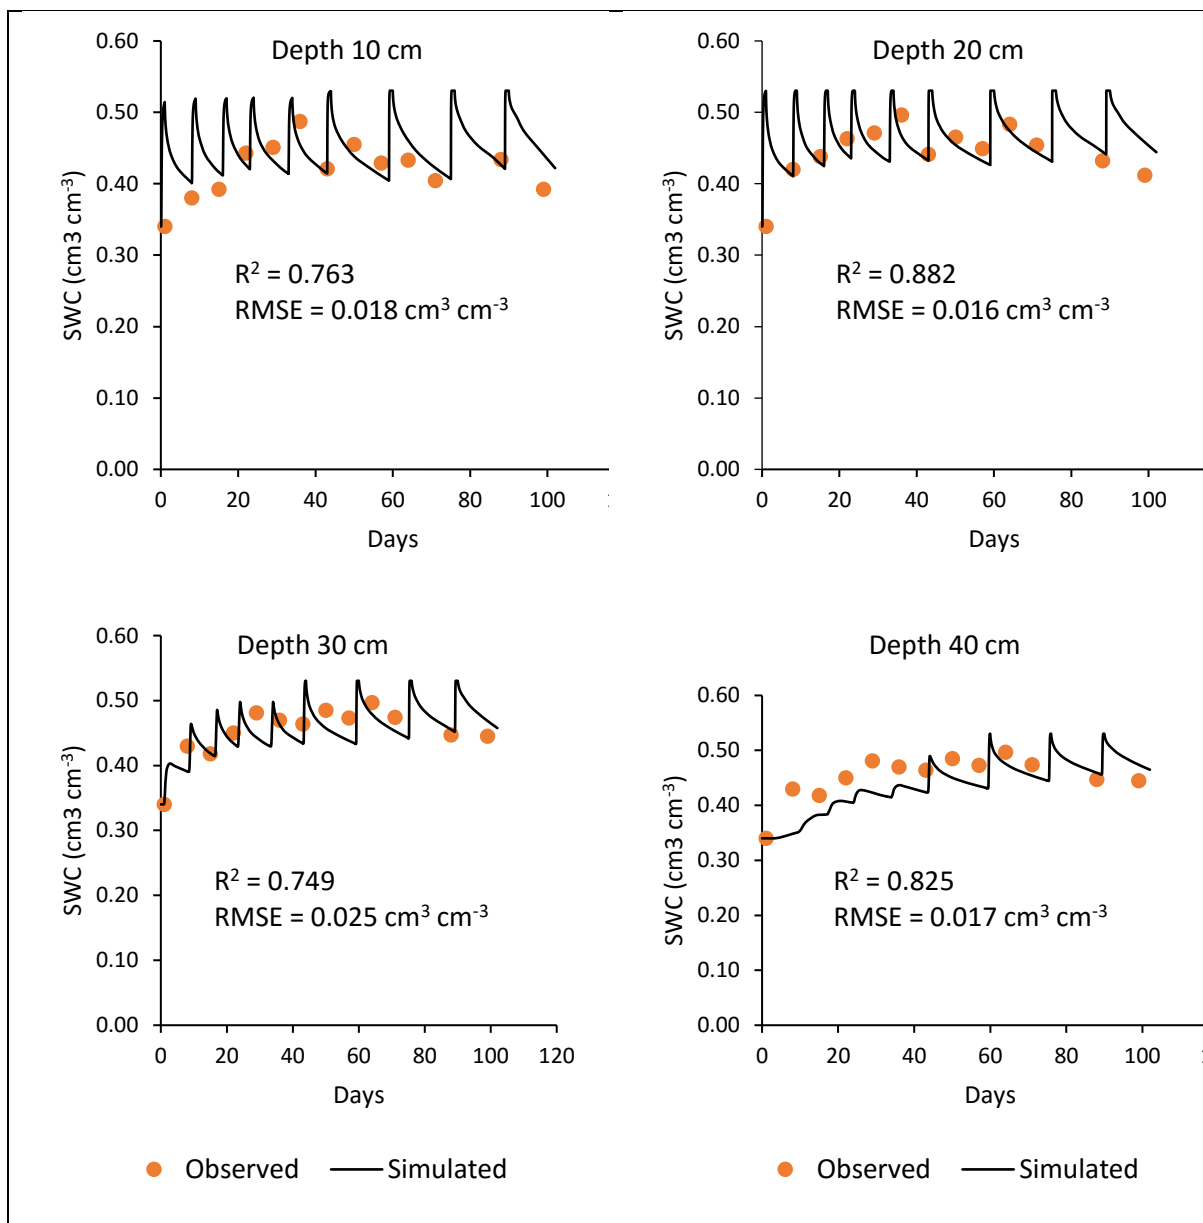 Depth 10 cm
0.60
0.50
0.40
0.30
0.20
0.10
0.00
SWC (cm3 cm-3)
R2 = 0.763
RMSE = 0.018 cm3 cm-3
0 20 40 60 80 100
Days
Depth 20 cm
0.60
0.50
0.40
0.30
0.20
0.10
0.00
SWC (cm3 cm-3)
R2 = 0.882
RMSE = 0.016 cm3 cm-3
0 20 40 60 80 100
Days
Depth 30 cm
0.60
0.50
0.40
0.30
0.20
0.10
0.00
SWC (cm3 cm-3)
R2 = 0.749
RMSE = 0.025 cm3 cm-3
0 20 40 60 80 100 120
Days
Depth 40 cm
0.60
0.50
0.40
0.30
0.20
0.10
0.00
SWC (cm3 cm-3)
R2 = 0.825
RMSE = 0.017 cm3 cm-3
0 20 40 60 80 100
Days
Observed Simulated
Observed Simulated